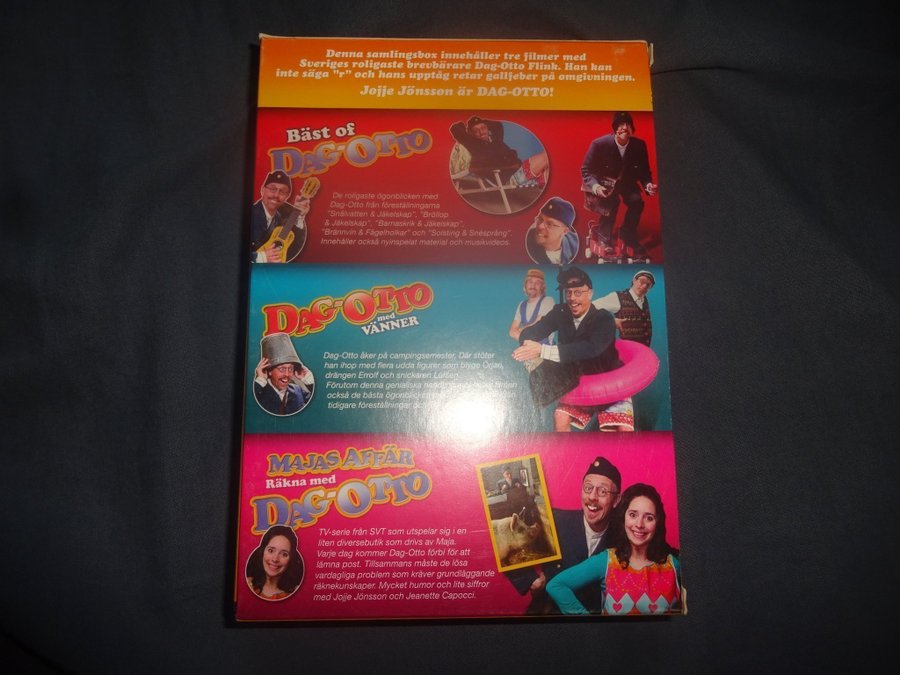 Denna samlingsbox innehåller tre filmer med
Sveriges roligaste brevbärare Dag-Otto Flink. Han kan
inte säga "r" och hans upptåg retar gallfeber på omgivningen.
Jojje Jönsson är DAG-OTTO!
Bäst of
DAG-OTTO
De roligaste ögonblicken med
Dag-Otto från föreställningarna
"Snålvatten & Jäkelskap", "Bröllop
& Jäkelskap", "Barnaskrik & Jäkelskap",
"Brännvin & Fågelholkar" och "Solsting & Snésprång".
Innehåller också nyinspelat material och musikvideos.
DAG-OTTO
med
VÄNNER
Dag-Otto åker på campingsemester. Där stöter
han ihop med flera udda figurer som blyge Örjan,
drängen Errolf och snickaren
Förutom denna genialiska
också de bästa ögonblicken
tidigare föreställningar och
MAJAS AFFÄR
Räkna med
DAG-OTTO
TV-serie från SVT som utspelar sig i en
liten diversebutik som drivs av Maja.
Varje dag kommer Dag-Otto förbi för att
lämna post. Tillsammans måste de lösa
vardagliga problem som kräver grundläggande
räknekunskaper. Mycket humor och lite siffror
med Jojje Jönsson och Jeanette Capocci.